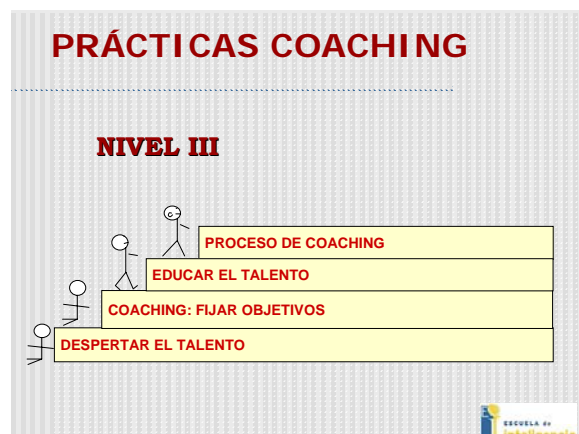 PRÁCTICAS COACHING
NIVEL III
PROCESO DE COACHING
EDUCAR EL TALENTO
COACHING: FIJAR OBJETIVOS
DESPERTAR EL TALENTO
ESCUELA de